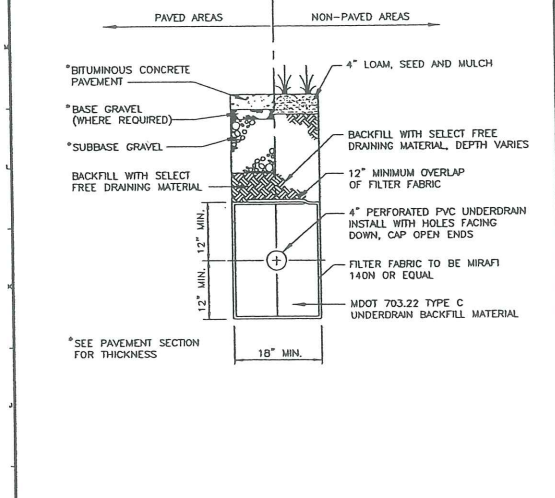 PAVED AREAS
NON-PAVED AREAS
*BITUMINOUS CONCRETE
PAVEMENT
*BASE GRAVEL
(WHERE REQUIRED)
*SUBBASE GRAVEL
BACKFILL WITH SELECT
FREE DRAINING MATERIAL
4" LOAM, SEED AND MULCH
BACKFILL WITH SELECT FREE
DRAINING MATERIAL, DEPTH VARIES
12" MINIMUM OVERLAP
OF FILTER FABRIC
4" PERFORATED PVC UNDERDRAIN
INSTALL WITH HOLES FACING
DOWN, CAP OPEN ENDS
FILTER FABRIC TO BE MIRAFI
140N OR EQUAL
MDOT 703.22 TYPE C
UNDERDRAIN BACKFILL MATERIAL
12" MIN.
12" MIN.
18" MIN.
*SEE PAVEMENT SECTION
FOR THICKNESS
M
L
K
J